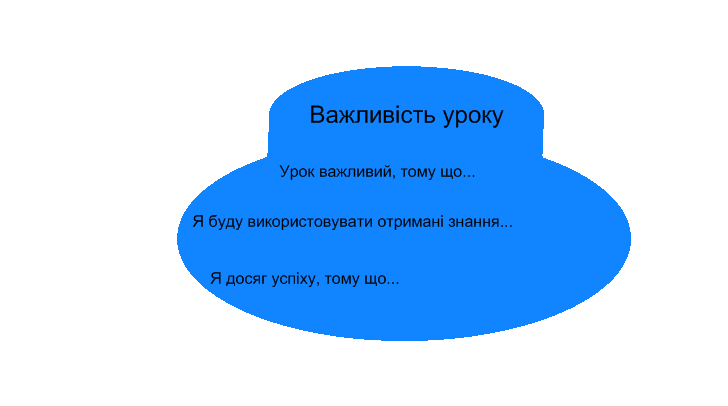 Важливість уроку
Урок важливий, тому що...
Я буду використовувати отримані знання...
Я досяг успіху, тому що...